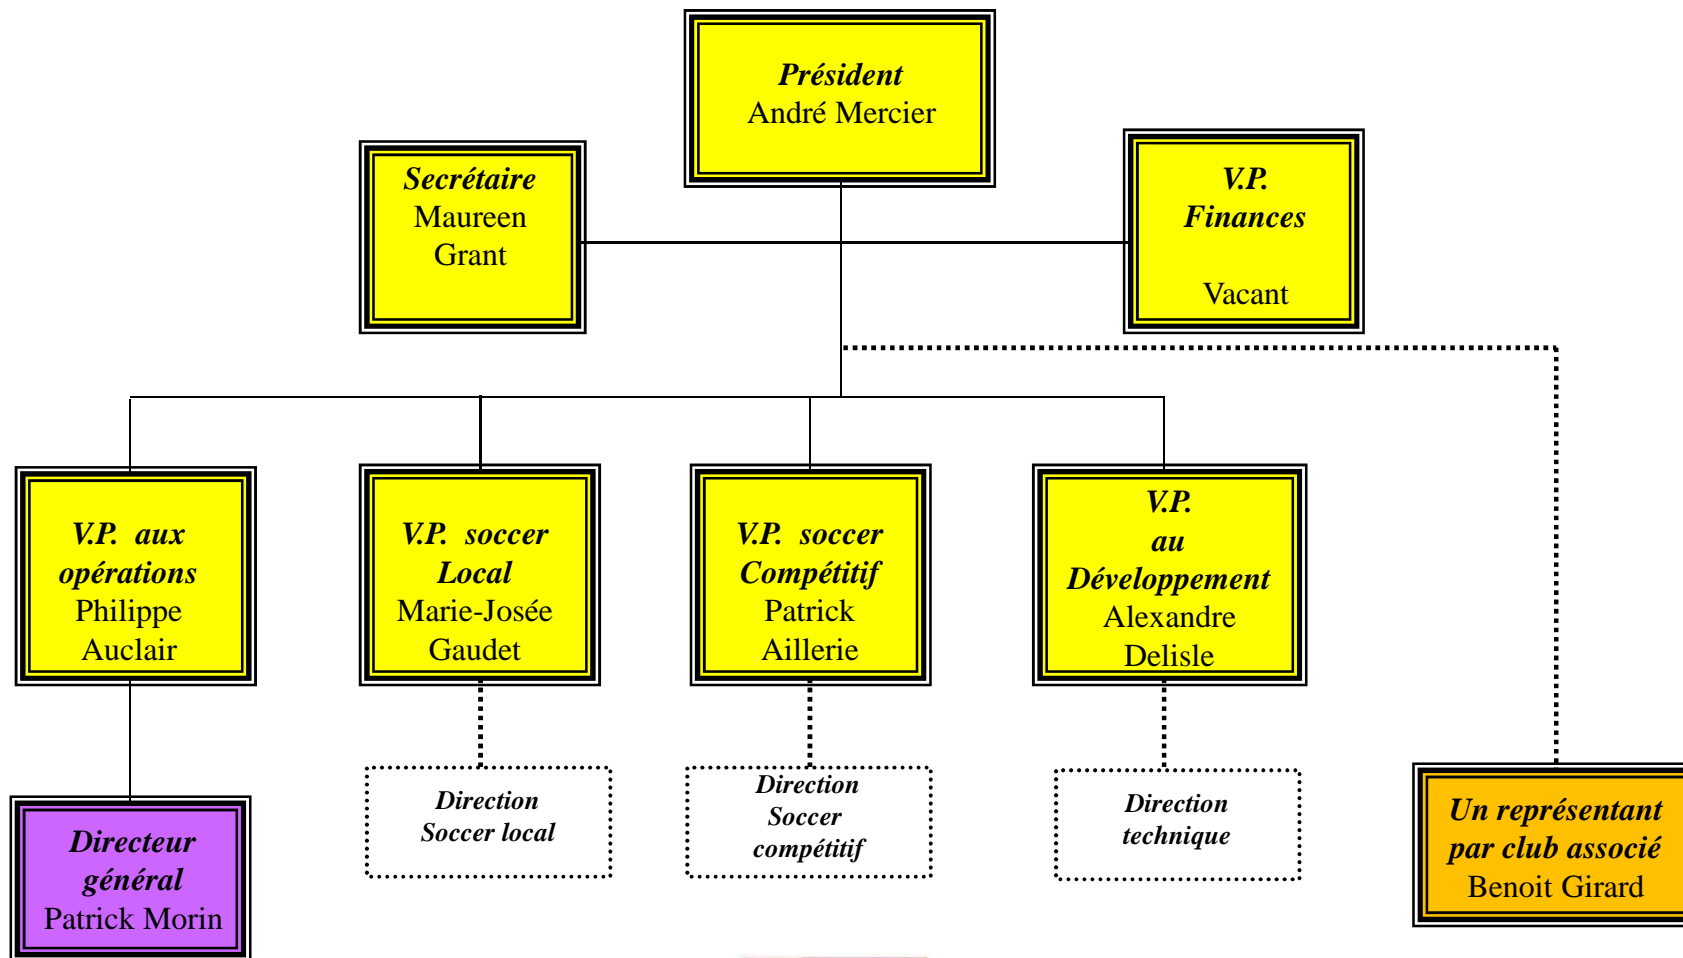 Président
André Mercier
Secrétaire
Maureen
Grant
V.P.
Finances
Vacant
V.P. aux
opérations
Philippe
Auclair
V.P. soccer
Local
Marie-Josée
Gaudet
V.P. soccer
Compétitif
Patrick
Aillerie
V.P.
au
Développement
Alexandre
Delisle
Directeur
général
Patrick Morin
Direction
Soccer local
Direction
Soccer
compétitif
Direction
technique
Un représentant
par club associé
Benoit Girard